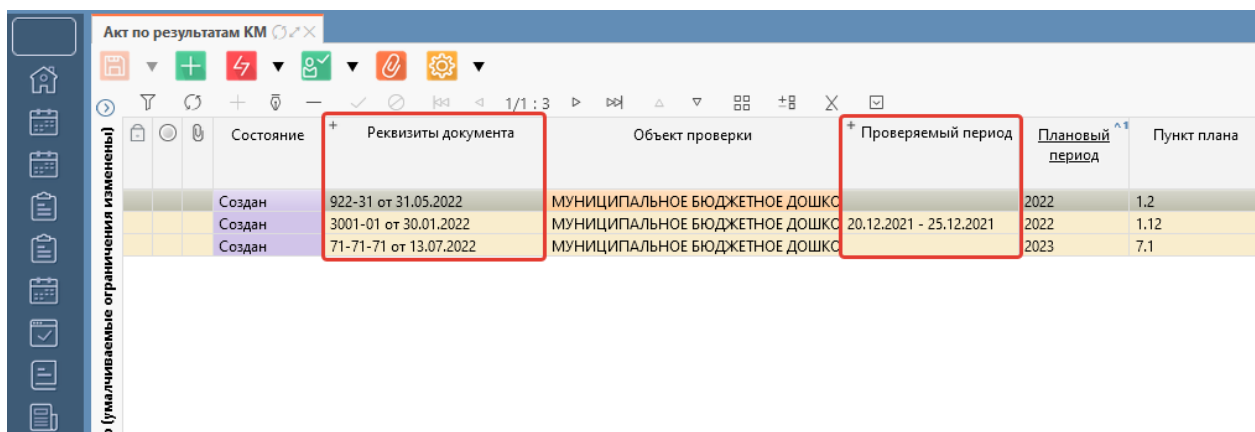 Акт по результатам КМ
1/1 : 3
Состояние
+ Реквизиты документа
Объект проверки
+ Проверяемый период
Плановый период ^1
Пункт плана
Создан 922-31 от 31.05.2022 МУНИЦИПАЛЬНОЕ БЮДЖЕТНОЕ ДОШКО 2022 1.2
Создан 3001-01 от 30.01.2022 МУНИЦИПАЛЬНОЕ БЮДЖЕТНОЕ ДОШКО 20.12.2021 - 25.12.2021 2022 1.12
Создан 71-71-71 от 13.07.2022 МУНИЦИПАЛЬНОЕ БЮДЖЕТНОЕ ДОШКО 2023 7.1
(умалчиваемые ограничения изменены)